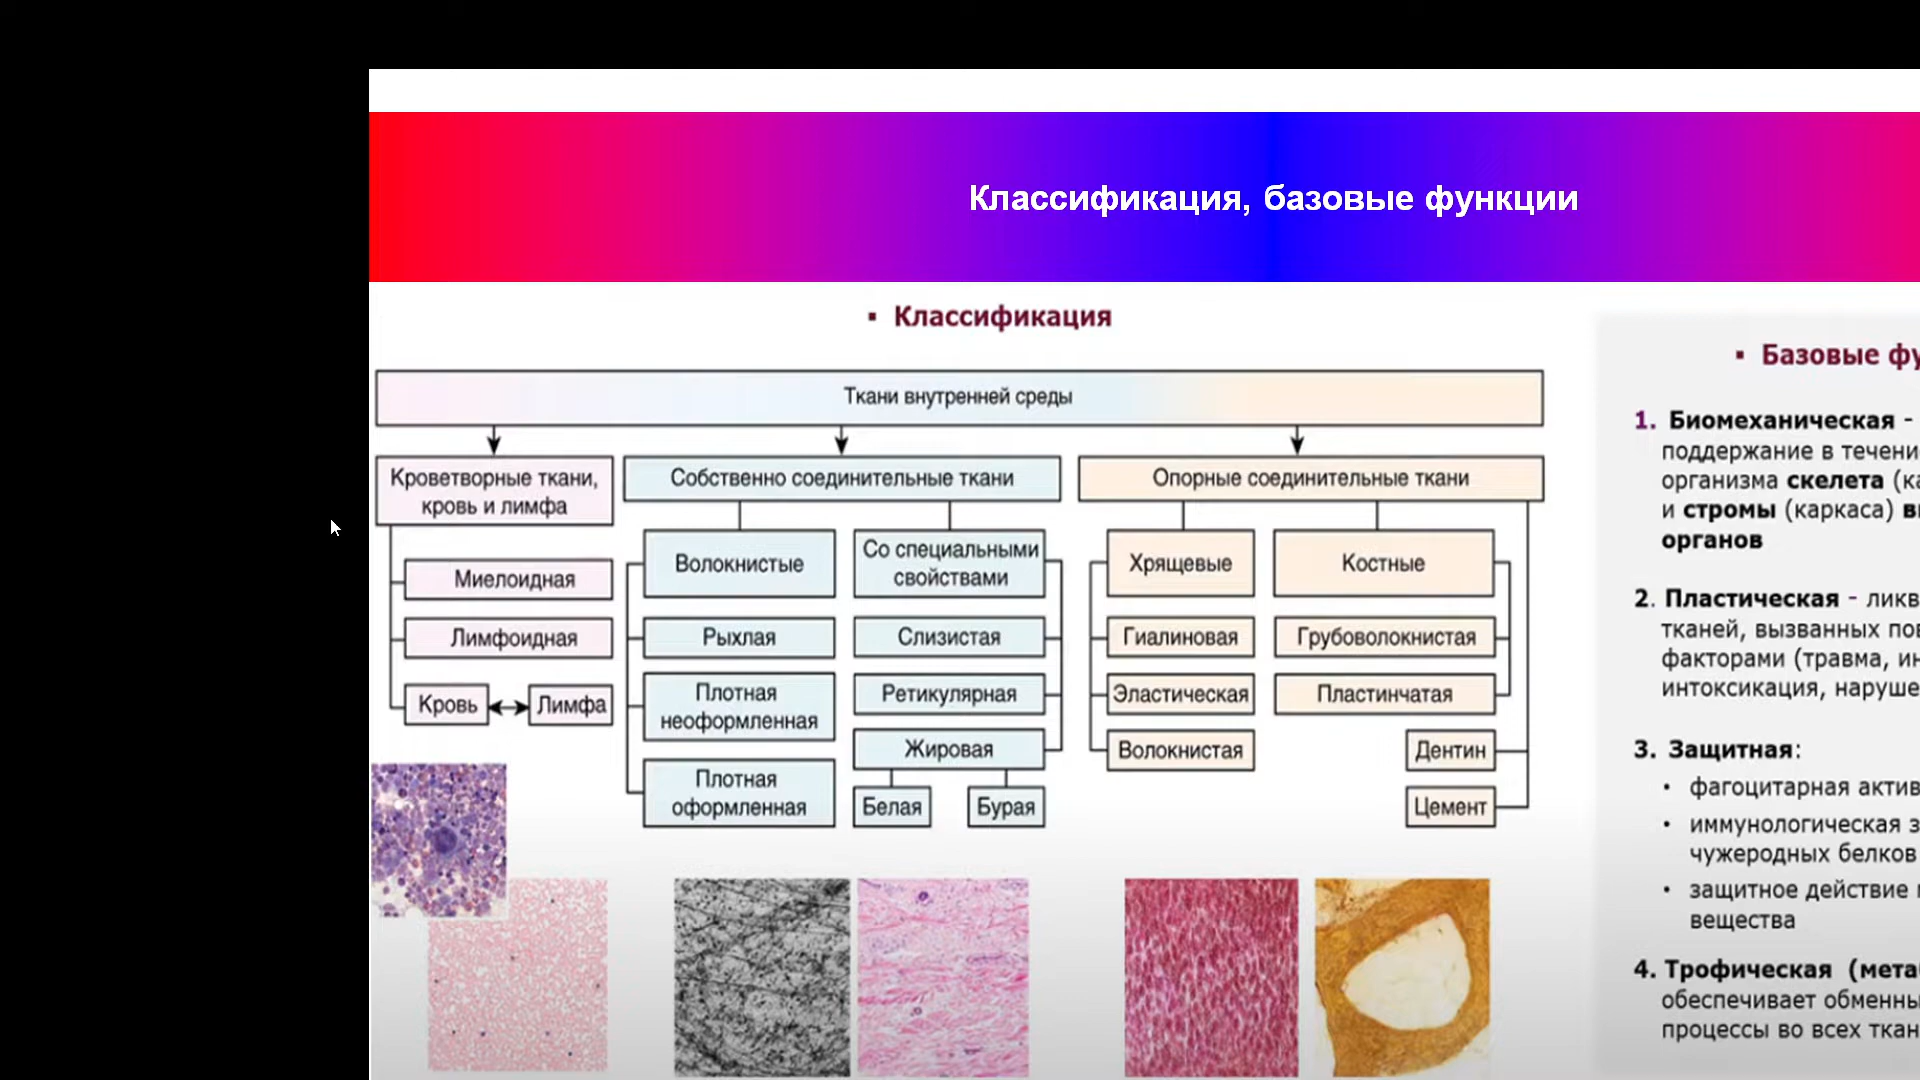 Классификация, базовые функции
▪ Классификация
Ткани внутренней среды
Кроветворные ткани,
кровь и лимфа
Миелоидная
Лимфоидная
Кровь
Лимфа
Собственно соединительные ткани
Волокнистые
Рыхлая
Плотная
неоформленная
Плотная
оформленная
Со специальными
свойствами
Слизистая
Ретикулярная
Жировая
Белая
Бурая
Опорные соединительные ткани
Хрящевые
Гиалиновая
Эластическая
Волокнистая
Костные
Грубоволокнистая
Пластинчатая
Дентин
Цемент
▪ Базовые фу
1. Биомеханическая -
поддержание в течени
организма скелета (ка
и стромы (каркаса)
органов
2. Пластическая - ликв
тканей, вызванных пов
факторами (травма, ин
интоксикация, наруше
3. Защитная:
• фагоцитарная актив
• иммунологическая з
чужеродных белков
• защитное действие
вещества
4. Трофическая (мета
обеспечивает обменны
процессы во всех ткан